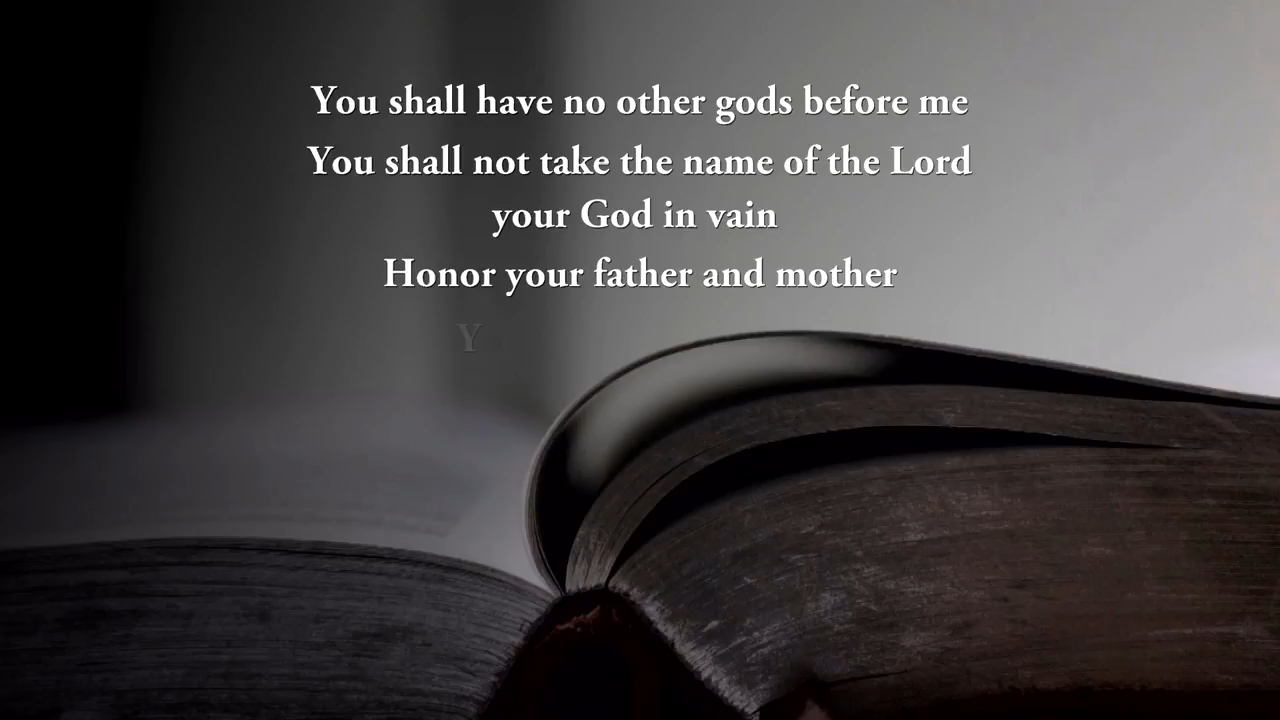 You shall have no other gods before me
You shall not take the name of the Lord
your God in vain
Honor your father and mother
Y